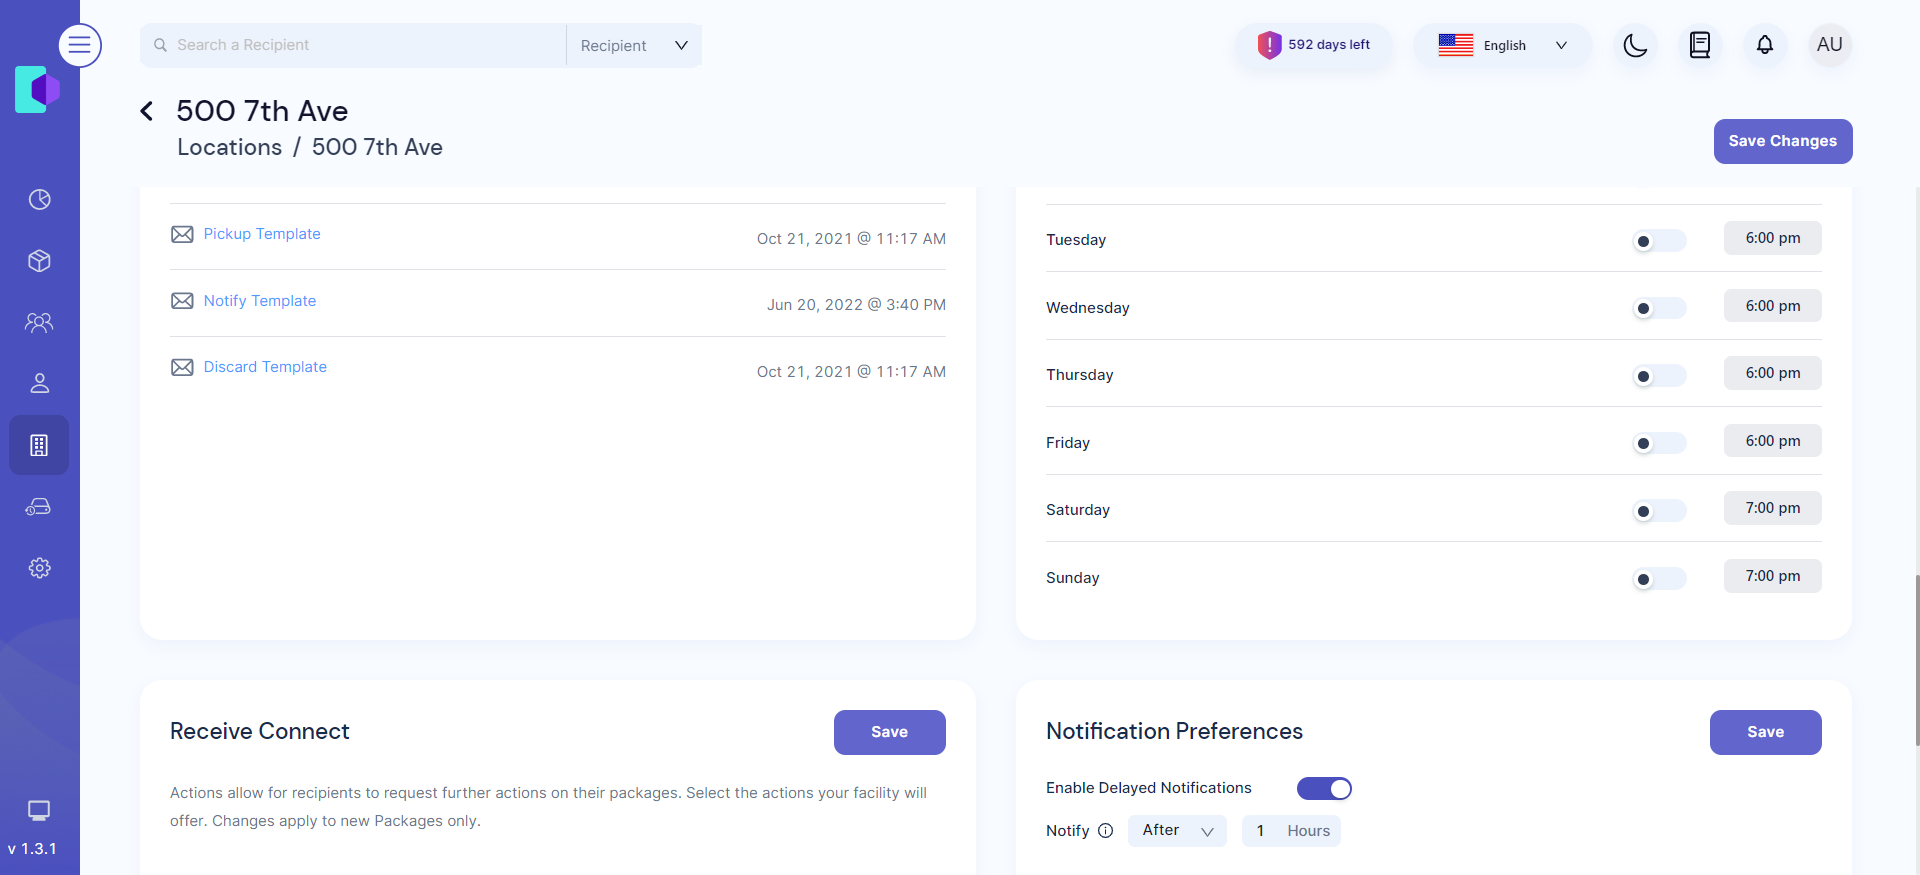 Search a Recipient
Recipient
592 days left
English
AU
500 7th Ave
Locations / 500 7th Ave
Save Changes
Pickup Template
Oct 21, 2021 @ 11:17 AM
Notify Template
Jun 20, 2022 @ 3:40 PM
Discard Template
Oct 21, 2021 @ 11:17 AM
Tuesday
6:00 pm
Wednesday
6:00 pm
Thursday
6:00 pm
Friday
6:00 pm
Saturday
7:00 pm
Sunday
7:00 pm
Receive Connect
Save
Actions allow for recipients to request further actions on their packages. Select the actions your facility will
offer. Changes apply to new Packages only.
Notification Preferences
Save
Enable Delayed Notifications
Notify After 1 Hours
v 1.3.1